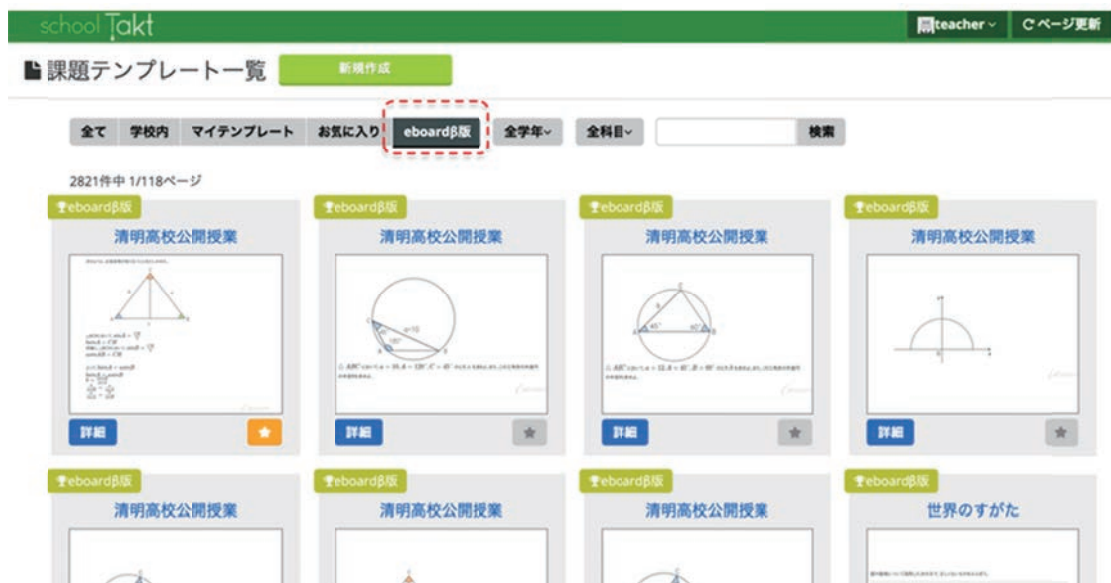 schoolTakt
teacher ページ更新
課題テンプレート一覧 新規作成
全て 学校内 マイテンプレート お気に入り eboardβ版 全学年 全科目 検索
2821件中 1/118ページ
eboardβ版 eboardβ版 eboardβ版 eboardβ版
清明高校公開授業 清明高校公開授業 清明高校公開授業 清明高校公開授業
詳細 詳細 詳細 詳細
eboardβ版 eboardβ版 eboardβ版 eboardβ版
清明高校公開授業 清明高校公開授業 清明高校公開授業 世界のすがた